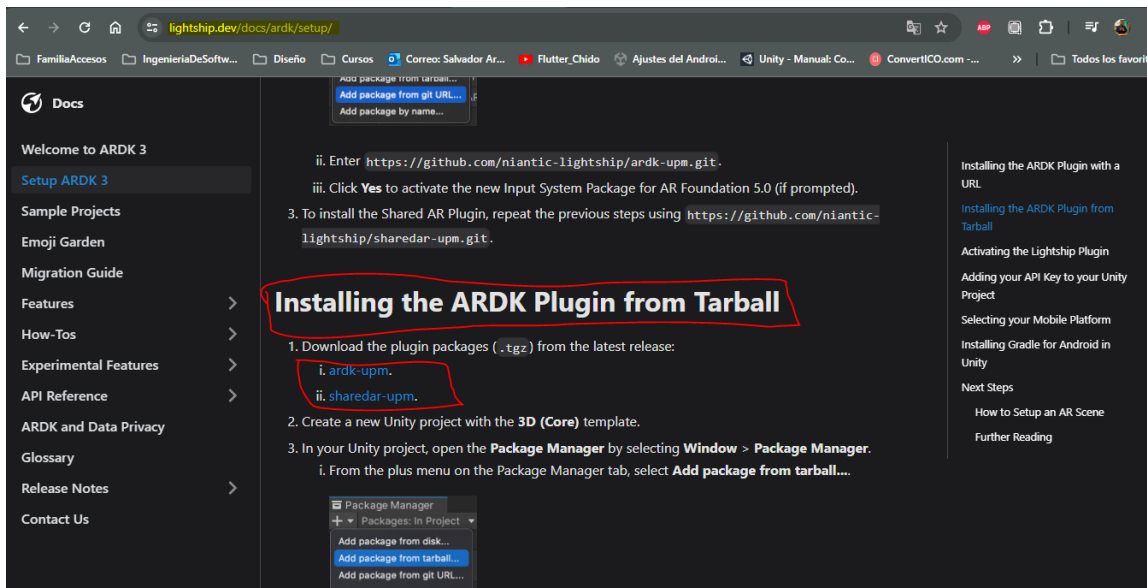 lightship.dev/docs/ardk/setup/
FamiliaAccesos
IngenieriaDeSoftw...
Diseño
Cursos
Correo: Salvador Ar...
Flutter_Chido
Ajustes del Androi...
Unity - Manual: Co...
ConvertICO.com -...
»
Todos los favorit
ABP
Docs
Welcome to ARDK 3
Setup ARDK 3
Sample Projects
Emoji Garden
Migration Guide
Features
How-Tos
Experimental Features
API Reference
ARDK and Data Privacy
Glossary
Release Notes
Contact Us
Add package from tarball...
Add package from git URL...
Add package by name...
ii. Enter https://github.com/niantic-lightship/ardk-upm.git.
iii. Click Yes to activate the new Input System Package for AR Foundation 5.0 (if prompted).
3. To install the Shared AR Plugin, repeat the previous steps using https://github.com/niantic-
lightship/sharedar-upm.git.
Installing the ARDK Plugin from Tarball
1. Download the plugin packages (.tgz) from the latest release:
i. ardk-upm.
ii. sharedar-upm.
2. Create a new Unity project with the 3D (Core) template.
3. In your Unity project, open the Package Manager by selecting Window > Package Manager.
i. From the plus menu on the Package Manager tab, select Add package from tarball....
Package Manager
+ Packages: In Project
Add package from disk...
Add package from tarball...
Add package from git URL...
Installing the ARDK Plugin with a
URL
Installing the ARDK Plugin from
Tarball
Activating the Lightship Plugin
Adding your API Key to your Unity
Project
Selecting your Mobile Platform
Installing Gradle for Android in
Unity
Next Steps
How to Setup an AR Scene
Further Reading